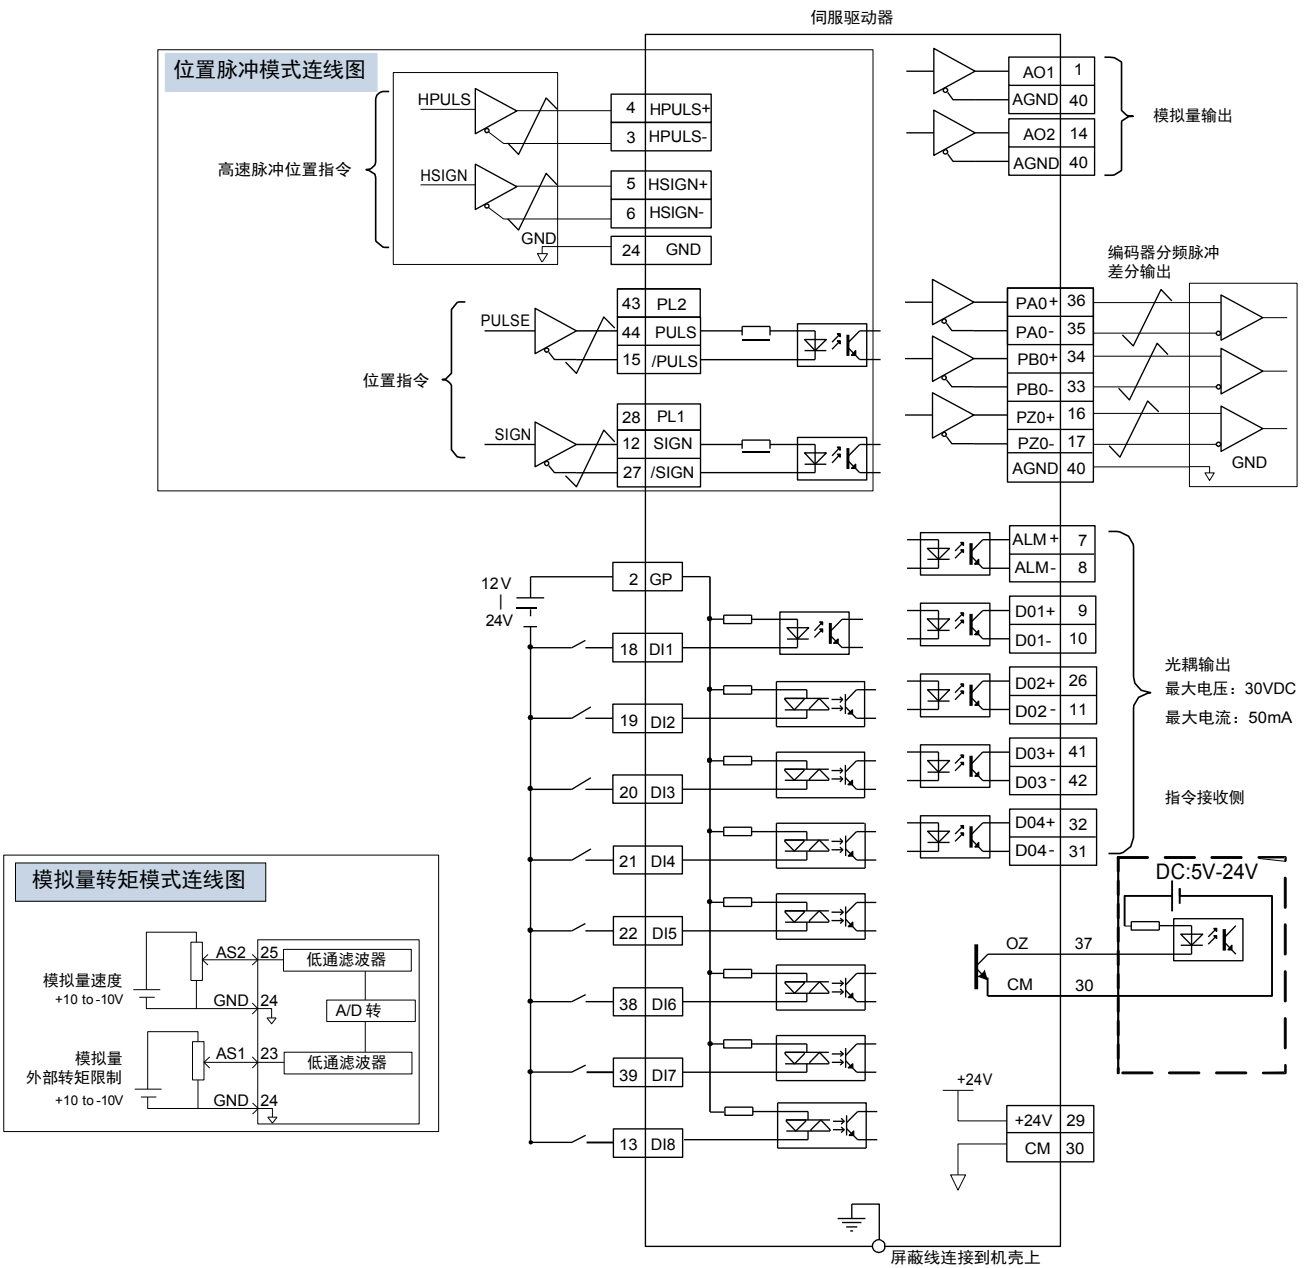 伺服驱动器
位置脉冲模式连线图
HPULS
4 HPULS+
3 HPULS-
高速脉冲位置指令
HSIGN
5 HSIGN+
6 HSIGN-
GND
24 GND
43 PL2
PULSE
44 PULS
15 /PULS
位置指令
28 PL1
SIGN
12 SIGN
27 /SIGN
AO1 1
AGND 40
AO2 14
AGND 40
模拟量输出
编码器分频脉冲
差分输出
PA0+ 36
PA0- 35
PB0+ 34
PB0- 33
PZ0+ 16
PZ0- 17
AGND 40
GND
12V
|
24V
2 GP
18 DI1
19 DI2
20 DI3
21 DI4
22 DI5
38 DI6
39 DI7
13 DI8
ALM+ 7
ALM- 8
D01+ 9
D01- 10
D02+ 26
D02- 11
D03+ 41
D03- 42
D04+ 32
D04- 31
光耦输出
最大电压：30VDC
最大电流：50mA
指令接收侧
DC:5V-24V
OZ 37
CM 30
+24V
+24V 29
CM 30
屏蔽线连接到机壳上
模拟量转矩模式连线图
AS2 25
低通滤波器
模拟量速度
+10 to -10V
GND 24
A/D 转
AS1 23
低通滤波器
模拟量
外部转矩限制
+10 to -10V
GND 24